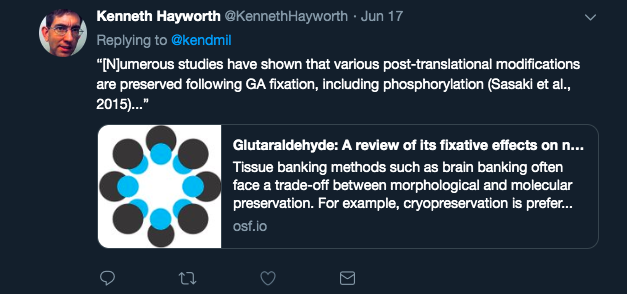 Kenneth Hayworth @KennethHayworth · Jun 17
Replying to @kendmil
“[N]umerous studies have shown that various post-translational modifications
are preserved following GA fixation, including phosphorylation (Sasaki et al.,
2015)...”
Glutaraldehyde: A review of its fixative effects on n...
Tissue banking methods such as brain banking often
face a trade-off between morphological and molecular
preservation. For example, cryopreservation is prefer...
osf.io